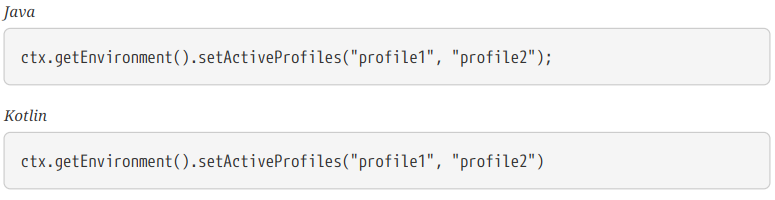 Java
ctx.getEnvironment().setActiveProfiles("profile1", "profile2");
Kotlin
ctx.getEnvironment().setActiveProfiles("profile1", "profile2")